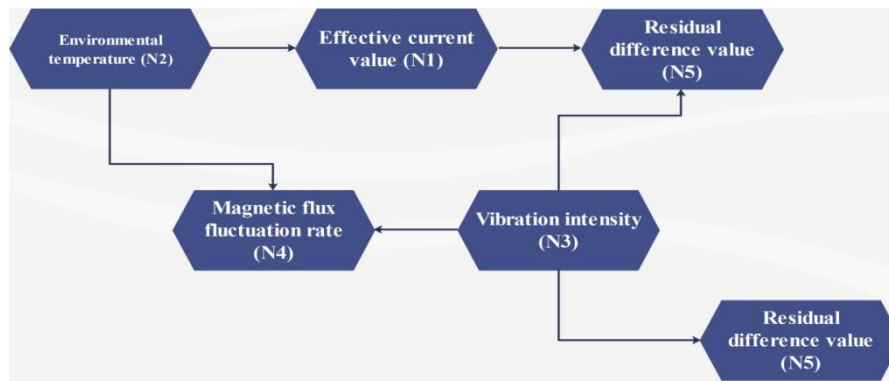 Environmental
temperature (N2)
Effective current
value (N1)
Residual
difference value
(N5)
Magnetic flux
fluctuation rate
(N4)
Vibration intensity
(N3)
Residual
difference value
(N5)